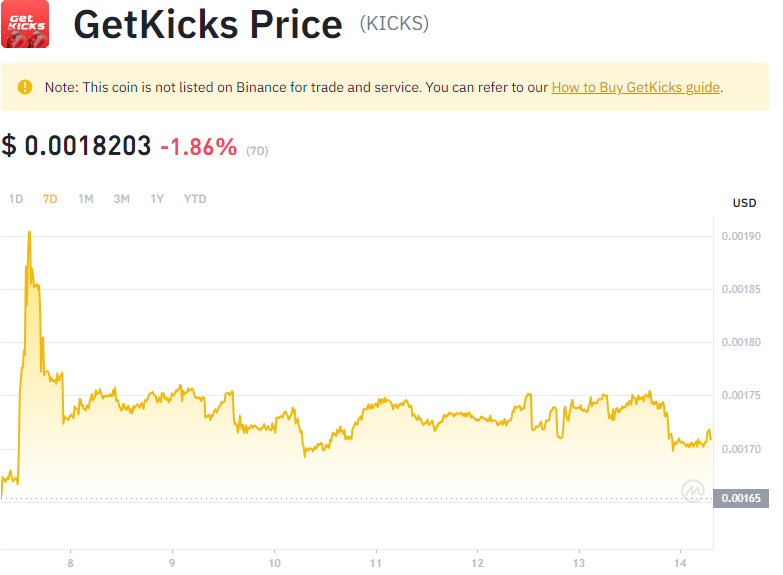 GET
KICKS
GetKicks Price (KICKS)
Note: This coin is not listed on Binance for trade and service. You can refer to our How to Buy GetKicks guide.
$ 0.0018203 -1.86% (7D)
1D 7D 1M 3M 1Y YTD
USD
0.00190
0.00185
0.00180
0.00175
0.00170
0.00165
8 9 10 11 12 13 14